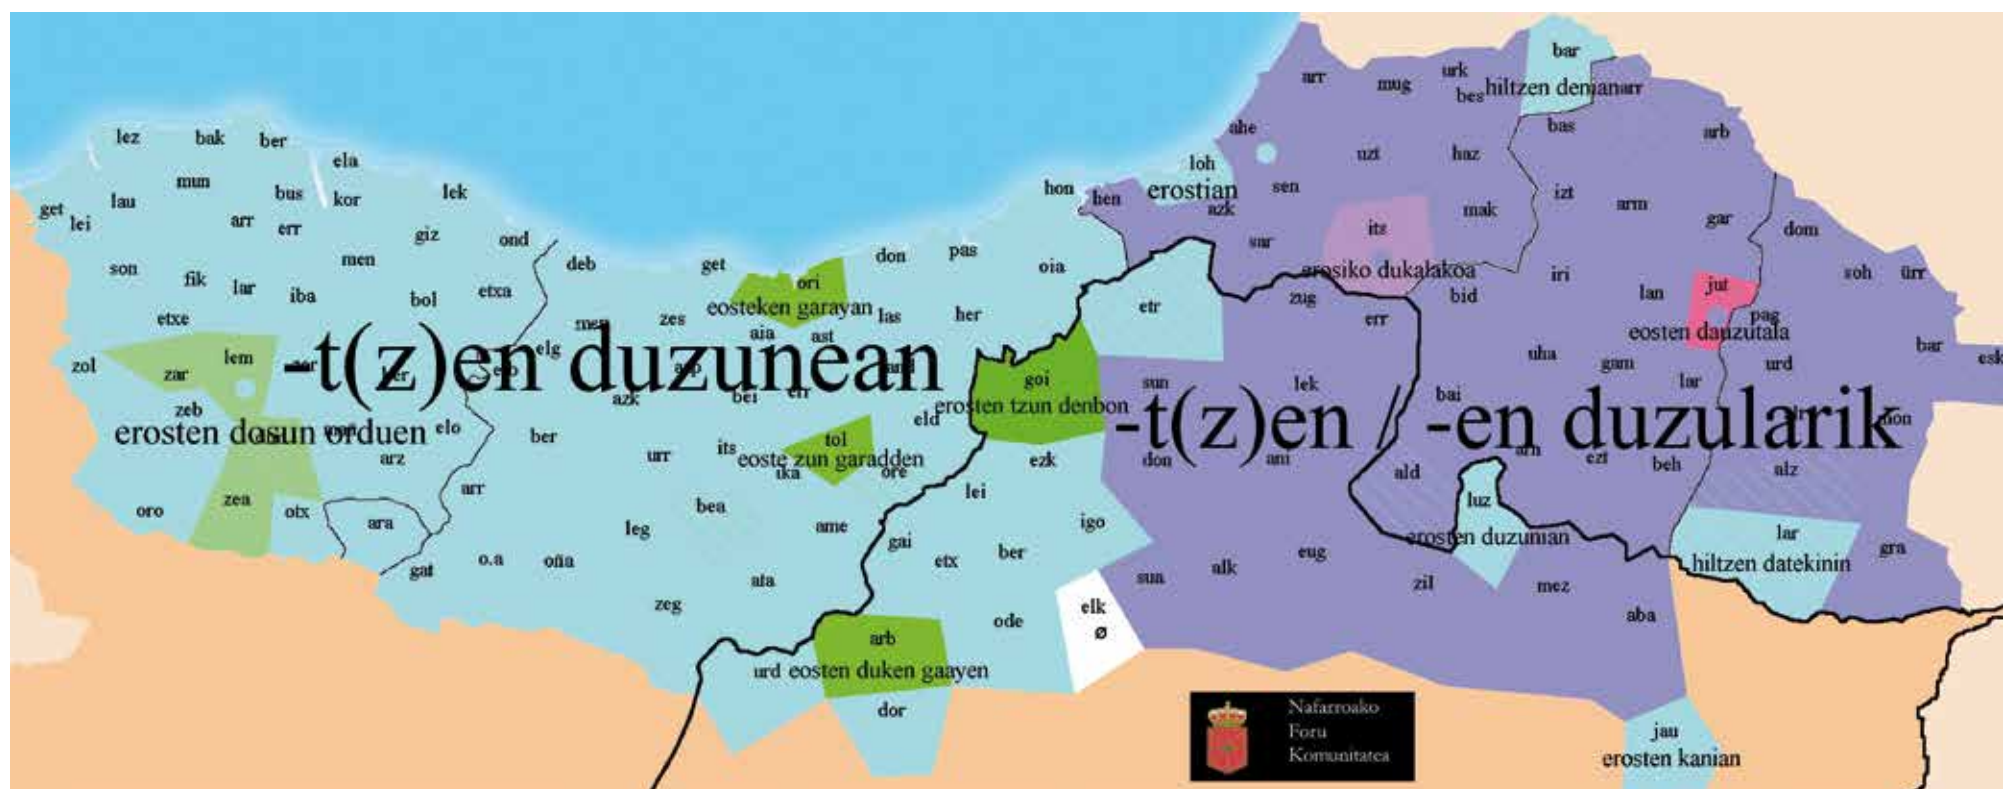 bar
urk
arr
mug
bes
hiltzen denian
arr
lez
bak
ber
ahe
bas
arb
ela
loh
uzt
haz
mun
bus
kor
lek
hon
hen
erostian
sen
izt
get
lau
azk
mak
arm
lei
arr
err
giz
ond
its
gar
dom
men
sar
son
deb
get
don
pas
oia
erosiko dukalakoa
iri
soh
ürr
fik
lar
iba
bol
etxa
ori
zug
bid
lan
jut
eosteken garayan
las
her
etr
err
pag
etxe
zes
aia
ast
eosten dauzutala
zol
lem
-t(z)en duzunean
elg
uha
bar
esk
zar
goi
sun
lek
gam
urd
lar
azk
bei
err
bai
zeb
erosten tzun denbon
-t(z)en / -en duzularik
eld
erosten dosun orduen
elo
ber
tol
arz
urr
its
eoste zun garadden
ezk
don
ani
ezt
beh
alz
ore
ald
arr
lei
luz
zea
oro
otx
ara
bea
leg
ame
gai
igo
erosten duzunian
lar
gat
o.a
oña
etx
ber
eug
hiltzen datekinin
gra
ata
sua
alk
zil
mez
zeg
ode
elk
ø
aba
arb
urd
eosten duken gaayen
dor
Nafarroako
Foru
Komunitatea
jau
erosten kanian